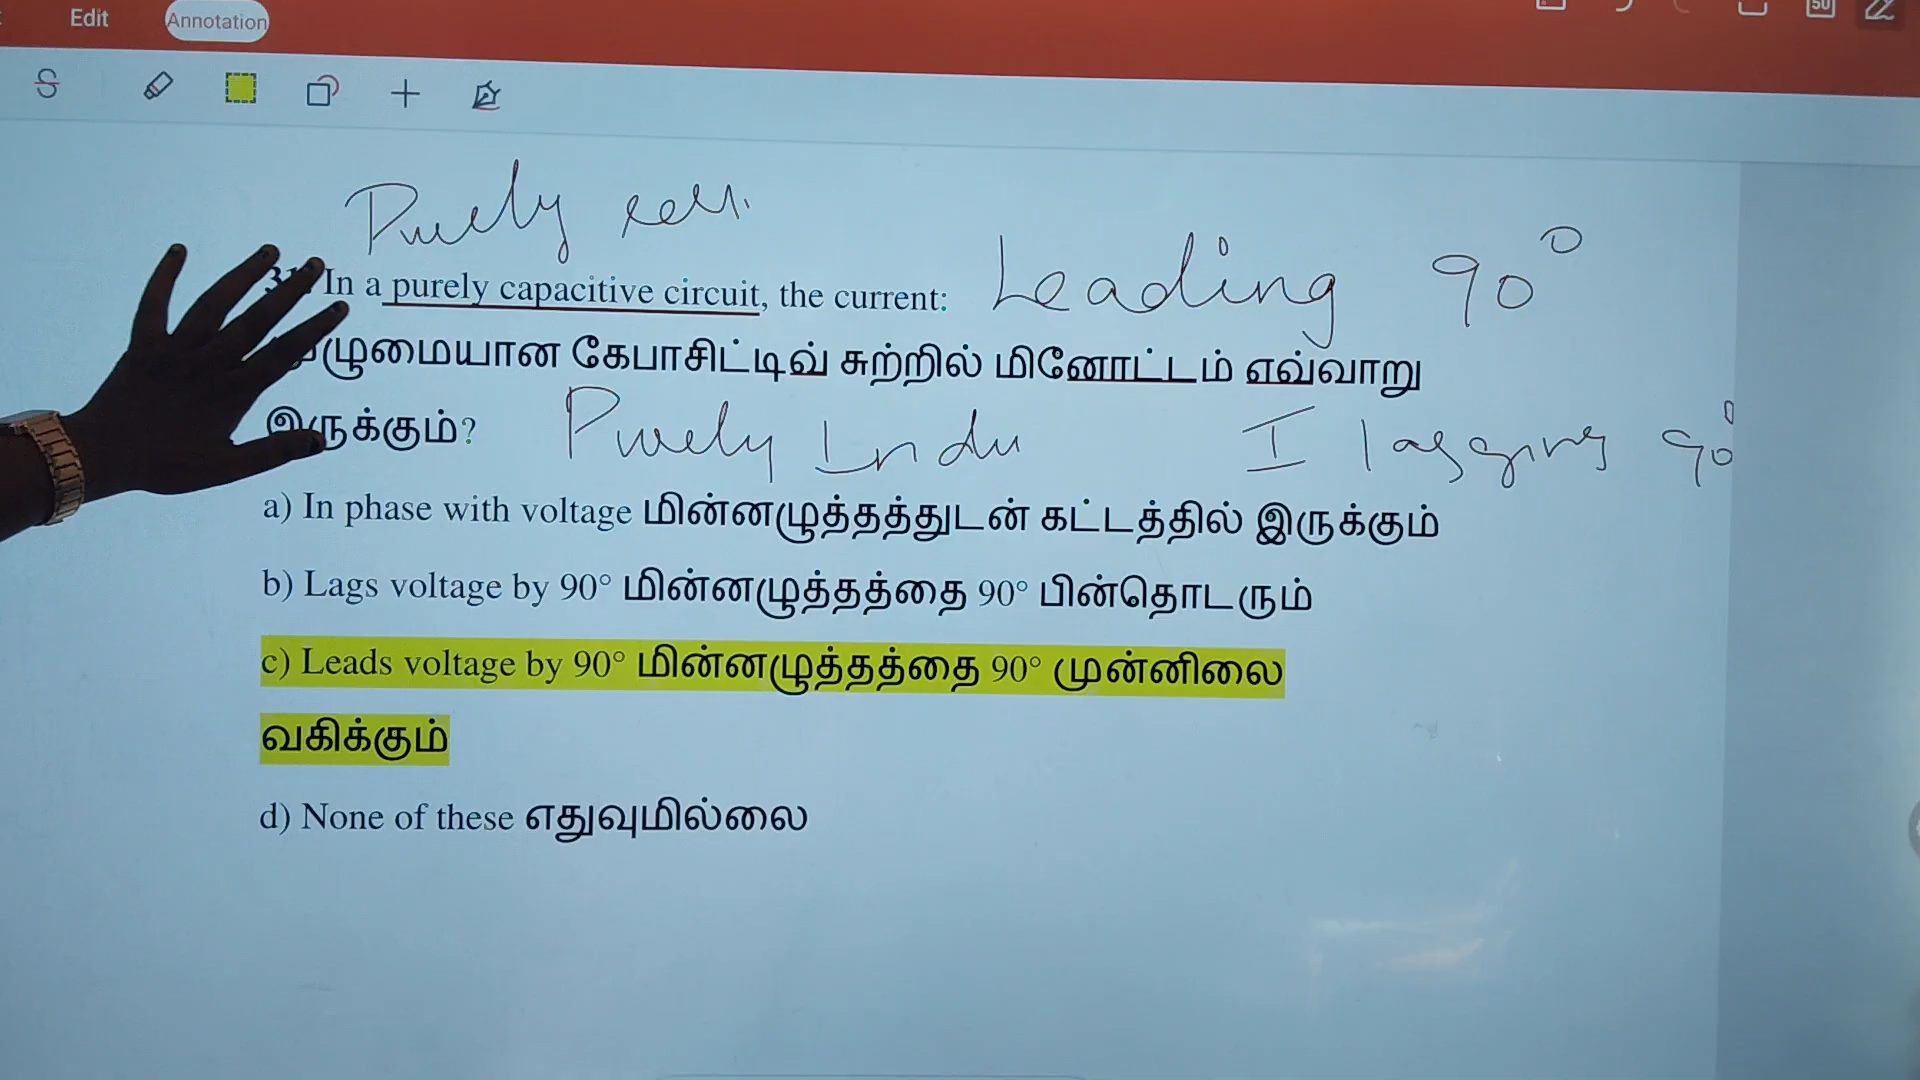 Edit Annotation
50
Purely
In a purely capacitive circuit, the current: Leading 90°
கேபாசிட்டிவ் சுற்றில் மினோட்டம் எவ்வாறு
இருக்கும்? Purely Indu I lagging 90°
a) In phase with voltage மின்னழுத்தத்துடன் கட்டத்தில் இருக்கும்
b) Lags voltage by 90° மின்னழுத்தத்தை 90° பின்தொடரும்
c) Leads voltage by 90° மின்னழுத்தத்தை 90° முன்னிலை
வகிக்கும்
d) None of these எதுவுமில்லை